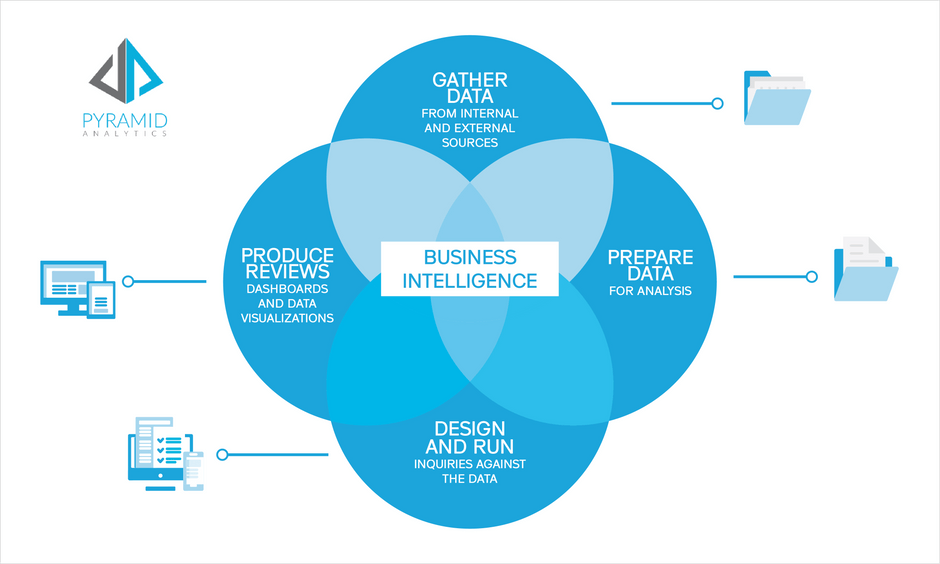 PYRAMID
ANALYTICS
GATHER
DATA
FROM INTERNAL
AND EXTERNAL
SOURCES
PRODUCE
REVIEWS
DASHBOARDS
AND DATA
VISUALIZATIONS
BUSINESS
INTELLIGENCE
PREPARE
DATA
FOR ANALYSIS
DESIGN
AND RUN
INQUIRIES AGAINST
THE DATA